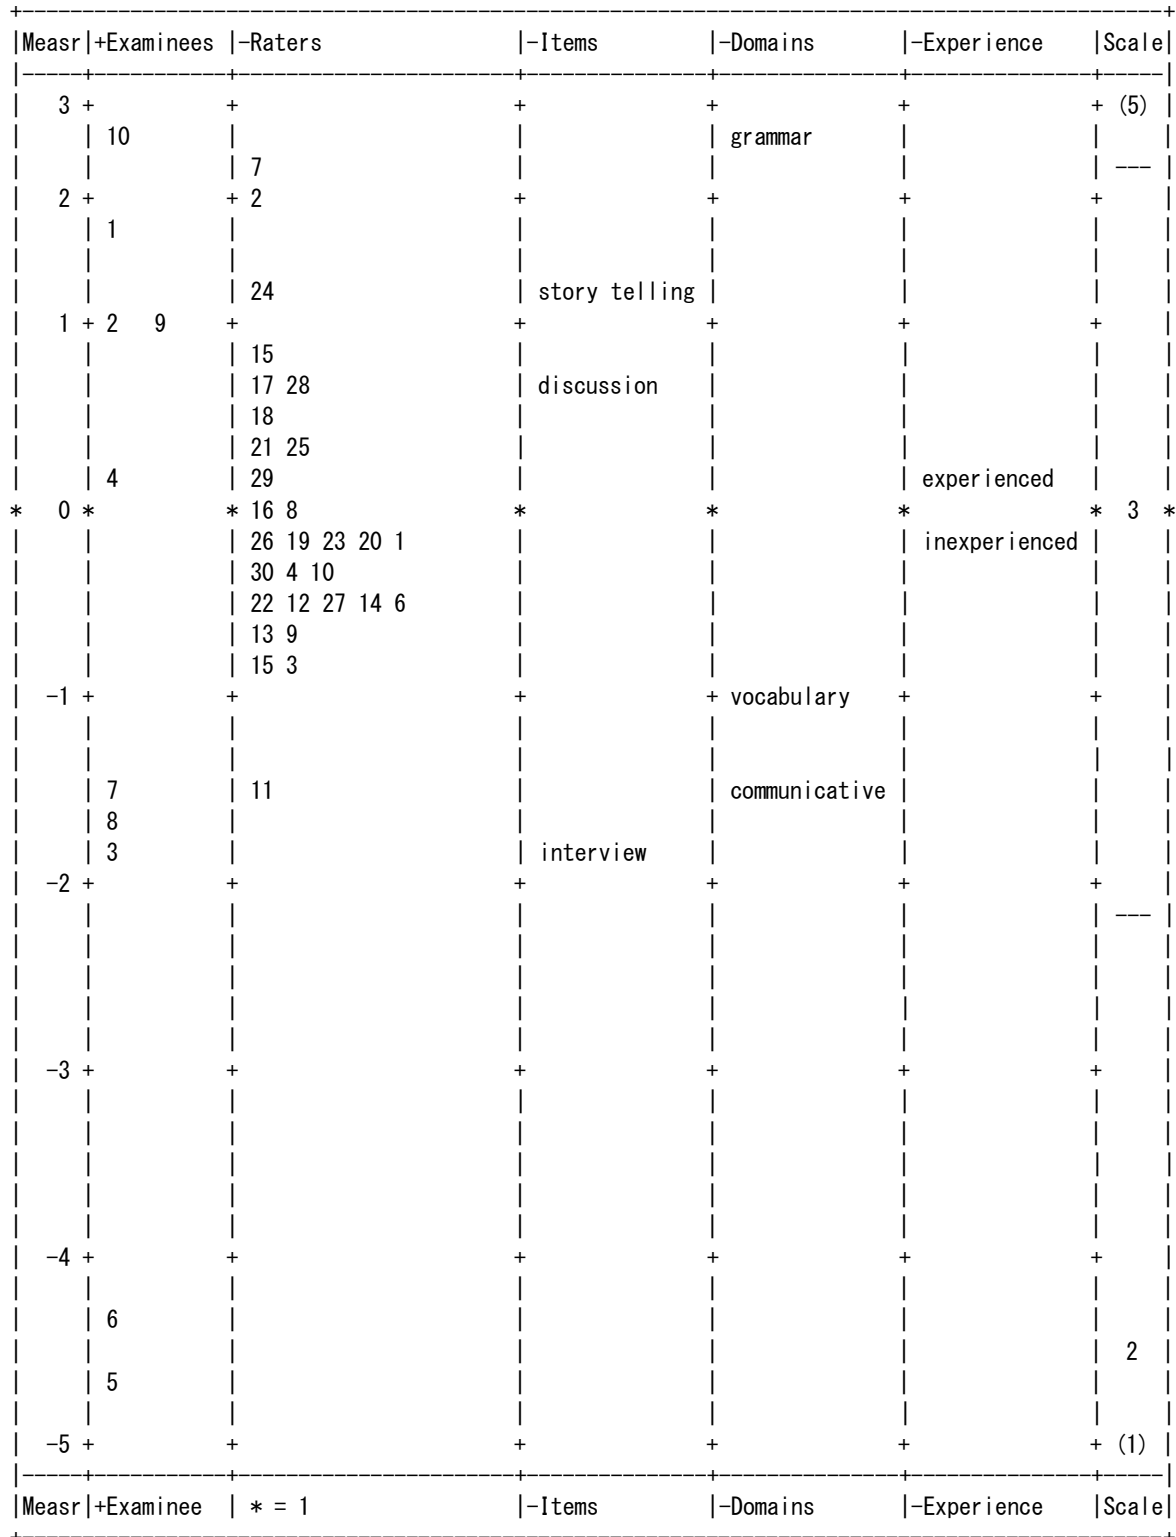 +-----------------------------------------------------------------------------------------------+
|Measr|+Examinees |-Raters                |-Items         |-Domains       |-Experience    |Scale|
|-----+-----------+-----------------------+---------------+---------------+---------------+-----|
|   3 +           +                       +               +               +               + (5) |
|     | 10        |                       |               | grammar       |               |     |
|     |           | 7                     |               |               |               | --- |
|   2 +           + 2                     +               +               +               +     |
|     | 1         |                       |               |               |               |     |
|     |           |                       |               |               |               |     |
|     |           | 24                    | story telling |               |               |     |
|   1 + 2   9     +                       +               +               +               +     |
|     |           | 15                    |               |               |               |     |
|     |           | 17 28                 | discussion    |               |               |     |
|     |           | 18                    |               |               |               |     |
|     |           | 21 25                 |               |               |               |     |
|     | 4         | 29                    |               |               | experienced   |     |
*   0 *           * 16 8                  *               *               *               *  3  *
|     |           | 26 19 23 20 1         |               |               | inexperienced |     |
|     |           | 30 4 10               |               |               |               |     |
|     |           | 22 12 27 14 6         |               |               |               |     |
|     |           | 13 9                  |               |               |               |     |
|     |           | 15 3                  |               |               |               |     |
|  -1 +           +                       +               + vocabulary    +               +     |
|     |           |                       |               |               |               |     |
|     |           |                       |               |               |               |     |
|     | 7         | 11                    |               | communicative |               |     |
|     | 8         |                       |               |               |               |     |
|     | 3         |                       | interview     |               |               |     |
|  -2 +           +                       +               +               +               +     |
|     |           |                       |               |               |               | --- |
|     |           |                       |               |               |               |     |
|     |           |                       |               |               |               |     |
|     |           |                       |               |               |               |     |
|     |           |                       |               |               |               |     |
|  -3 +           +                       +               +               +               +     |
|     |           |                       |               |               |               |     |
|     |           |                       |               |               |               |     |
|     |           |                       |               |               |               |     |
|     |           |                       |               |               |               |     |
|     |           |                       |               |               |               |     |
|  -4 +           +                       +               +               +               +     |
|     |           |                       |               |               |               |     |
|     | 6         |                       |               |               |               |     |
|     |           |                       |               |               |               |  2  |
|     | 5         |                       |               |               |               |     |
|     |           |                       |               |               |               |     |
|  -5 +           +                       +               +               +               + (1) |
|-----+-----------+-----------------------+---------------+---------------+---------------+-----|
|Measr|+Examinee  | * = 1                 |-Items         |-Domains       |-Experience    |Scale|
+-----------------------------------------------------------------------------------------------+